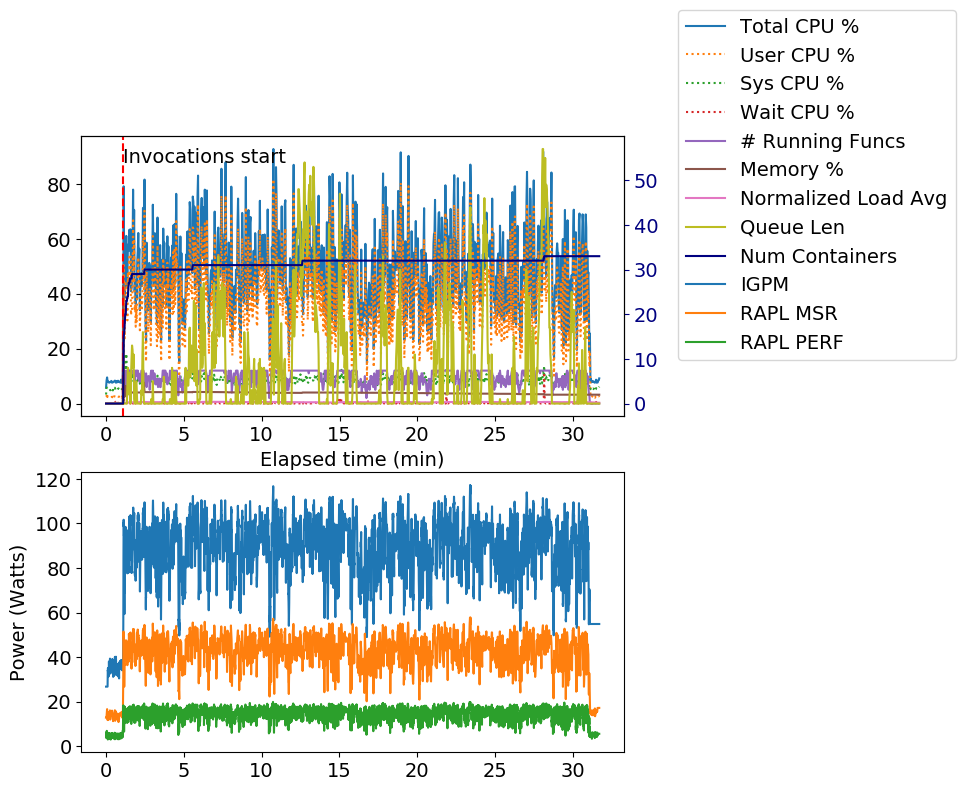 Total CPU %
User CPU %
Sys CPU %
Wait CPU %
# Running Funcs
Memory %
Normalized Load Avg
Queue Len
Num Containers
IGPM
RAPL MSR
RAPL PERF
Invocations start
80
60
40
20
0
50
40
30
20
10
0
0 5 10 15 20 25 30
Elapsed time (min)
120
100
80
60
40
20
0
Power (Watts)
0 5 10 15 20 25 30